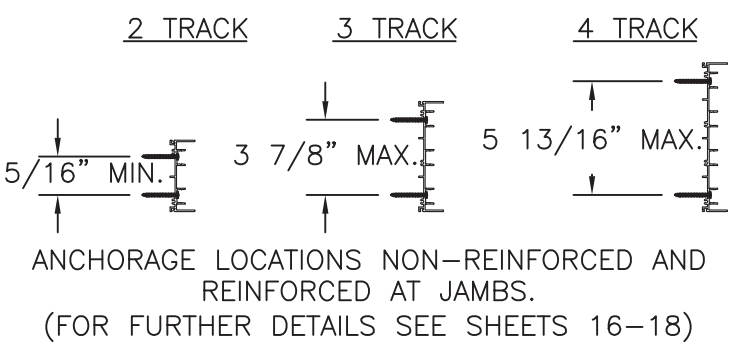 2 TRACK 3 TRACK 4 TRACK
5/16" MIN. 3 7/8" MAX. 5 13/16" MAX.
ANCHORAGE LOCATIONS NON-REINFORCED AND
REINFORCED AT JAMBS.
(FOR FURTHER DETAILS SEE SHEETS 16-18)